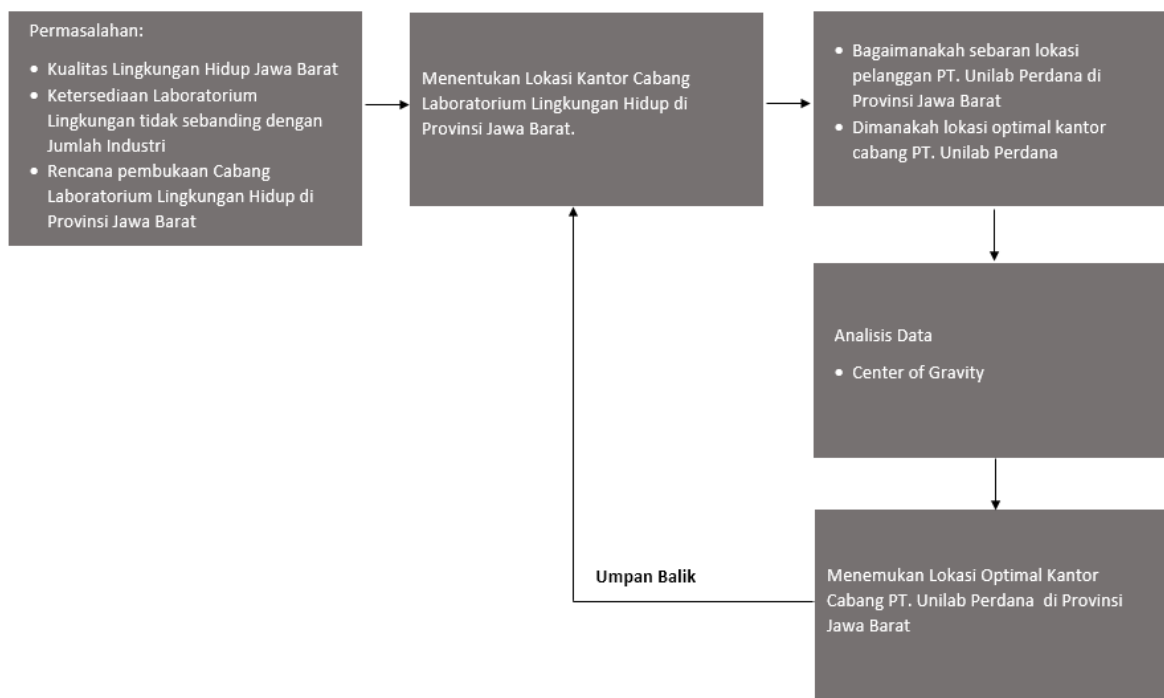 Permasalahan:
• Kualitas Lingkungan Hidup Jawa Barat
• Ketersediaan Laboratorium
Lingkungan tidak sebanding dengan
Jumlah Industri
• Rencana pembukaan Cabang
Laboratorium Lingkungan Hidup di
Provinsi Jawa Barat
Menentukan Lokasi Kantor Cabang
Laboratorium Lingkungan Hidup di
Provinsi Jawa Barat.
• Bagaimanakah sebaran lokasi
pelanggan PT. Unilab Perdana di
Provinsi Jawa Barat
• Dimanakah lokasi optimal kantor
cabang PT. Unilab Perdana
Analisis Data
• Center of Gravity
Menemukan Lokasi Optimal Kantor
Cabang PT. Unilab Perdana di Provinsi
Jawa Barat
Umpan Balik